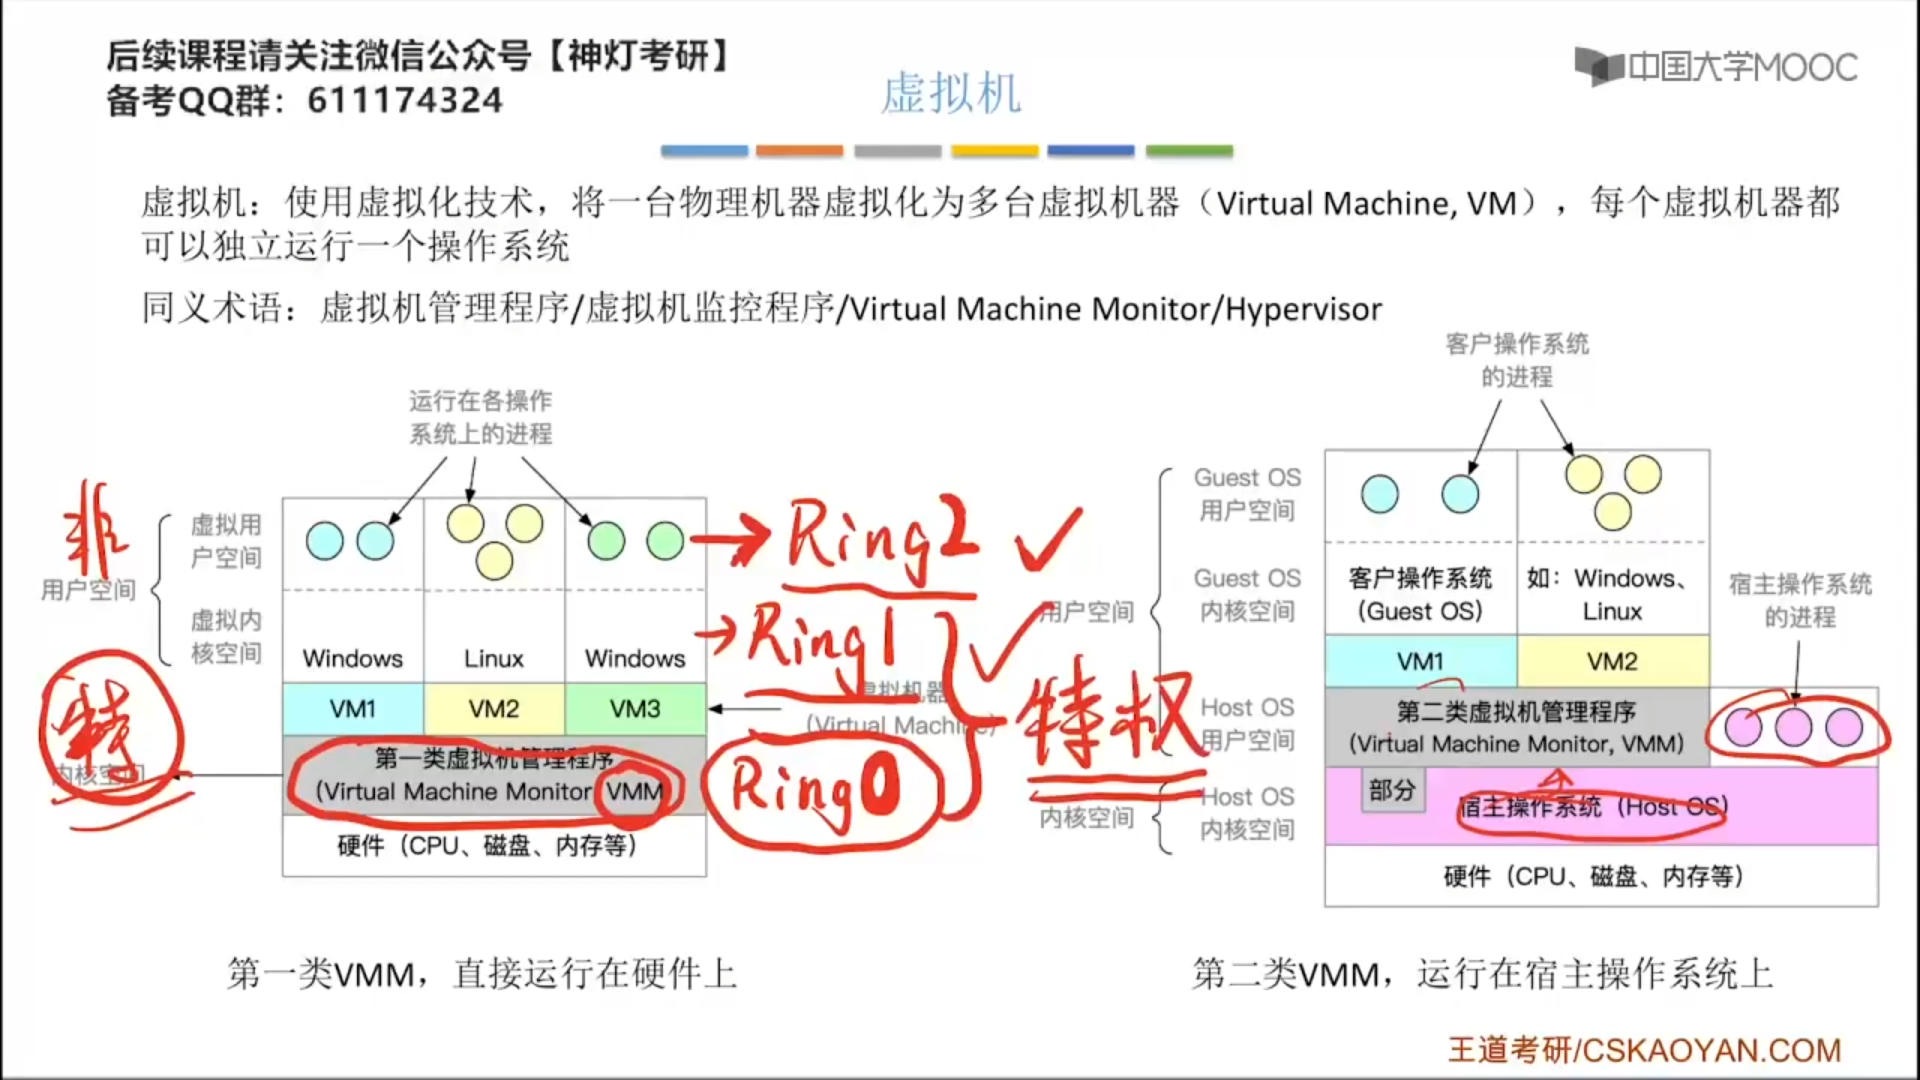 后续课程请关注微信公众号【神灯考研】
备考QQ群：611174324
虚拟机
中国大学MOOC
虚拟机：使用虚拟化技术，将一台物理机器虚拟化为多台虚拟机器（Virtual Machine, VM），每个虚拟机器都
可以独立运行一个操作系统
同义术语：虚拟机管理程序/虚拟机监控程序/Virtual Machine Monitor/Hypervisor
运行在各操作
系统上的进程
非
用户空间
虚拟用
户空间
虚拟内
核空间
特
内核空间
Windows
Linux
Windows
VM1
VM2
VM3
第一类虚拟机管理程序
(Virtual Machine Monitor VMM
硬件（CPU、磁盘、内存等）
Ring2
Ring1
Ring0
特权
虚拟机器
(Virtual Machine)
第一类VMM，直接运行在硬件上
客户操作系统
的进程
用户空间
Guest OS
用户空间
Guest OS
内核空间
Host OS
用户空间
内核空间
Host OS
内核空间
客户操作系统
(Guest OS)
如：Windows、
Linux
VM1
VM2
宿主操作系统
的进程
第二类虚拟机管理程序
(Virtual Machine Monitor, VMM)
部分
宿主操作系统（Host OS）
硬件（CPU、磁盘、内存等）
第二类VMM，运行在宿主操作系统上
王道考研/CSKAOYAN.COM